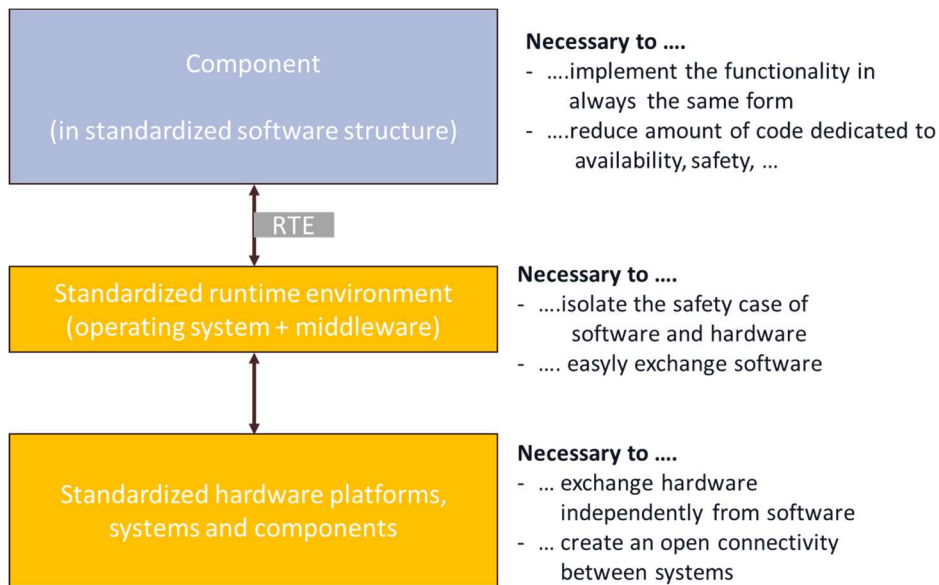 Component
(in standardized software structure)
Necessary to ....
- ....implement the functionality in
always the same form
- ....reduce amount of code dedicated to
availability, safety, ...
RTE
Standardized runtime environment
(operating system + middleware)
Necessary to ....
- ....isolate the safety case of
software and hardware
- .... easyly exchange software
Standardized hardware platforms,
systems and components
Necessary to ....
- ... exchange hardware
independently from software
- ... create an open connectivity
between systems